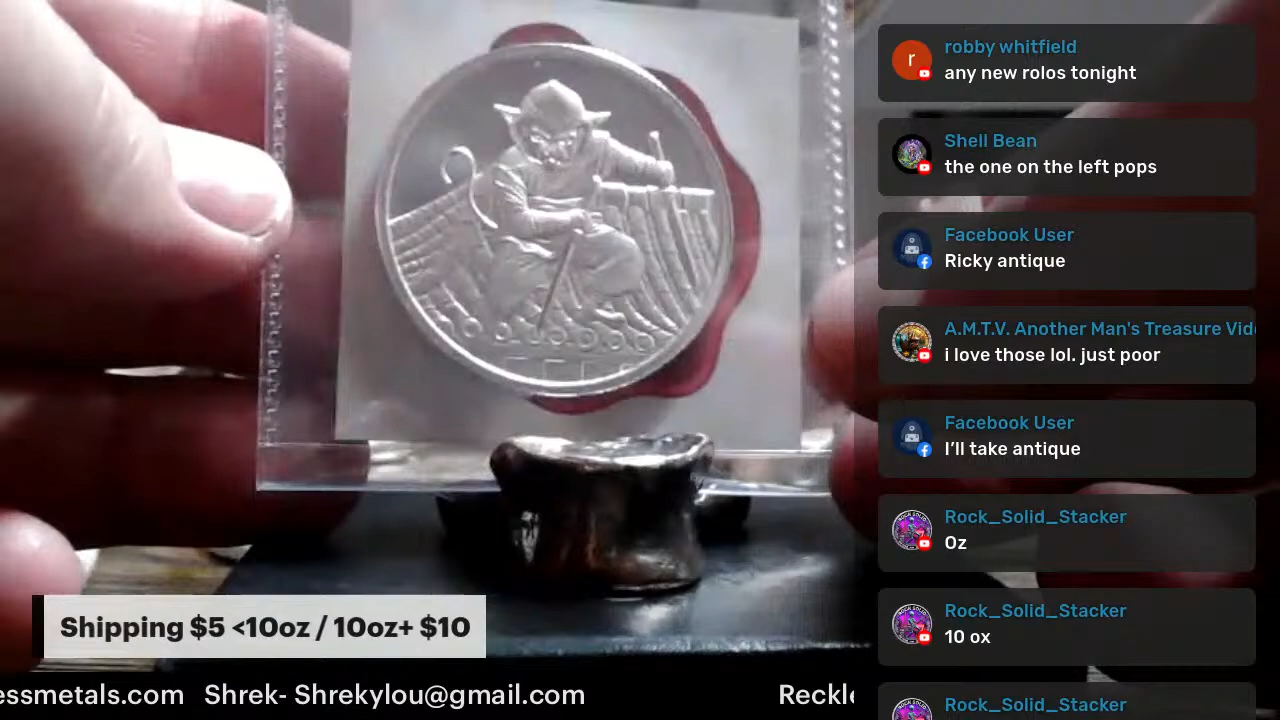 robby whitfield
any new rolos tonight
Shell Bean
the one on the left pops
Facebook User
Ricky antique
A.M.T.V. Another Man's Treasure Vid
i love those lol. just poor
Facebook User
I'll take antique
Rock_Solid_Stacker
Oz
Rock_Solid_Stacker
10 ox
Rock_Solid_Stacker
Shipping $5 <10oz / 10oz+ $10
essmetals.com Shrek- Shrekylou@gmail.com Reckle